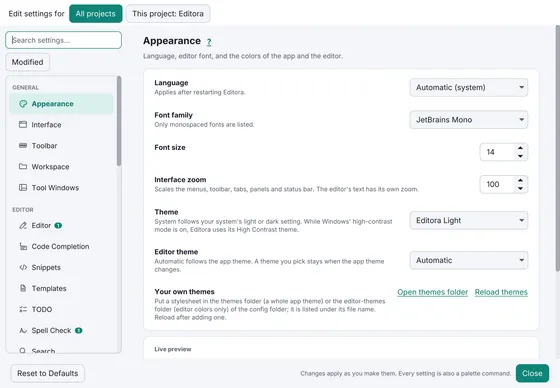 Edit settings for All projects This project: Editora
Search settings...
Modified
GENERAL
Appearance
Interface
Toolbar
Workspace
Tool Windows
EDITOR
Editor 1
Code Completion
Snippets
Templates
TODO
Spell Check 3
Search
Appearance ?
Language, editor font, and the colors of the app and the editor.
Language
Applies after restarting Editora.
Automatic (system)
Font family
Only monospaced fonts are listed.
JetBrains Mono
Font size
14
Interface zoom
Scales the menus, toolbar, tabs, panels and status bar. The editor's text has its own zoom.
100
Theme
System follows your system's light or dark setting. While Windows' high-contrast
mode is on, Editora uses its High Contrast theme.
Editora Light
Editor theme
Automatic follows the app theme. A theme you pick stays when the app theme
changes.
Automatic
Your own themes
Put a stylesheet in the themes folder (a whole app theme) or the editor-themes
folder (editor colors only) of the config folder; it is listed under its file name.
Reload after adding one.
Open themes folder Reload themes
Live preview
Reset to Defaults
Changes apply as you make them. Every setting is also a palette command.
Close